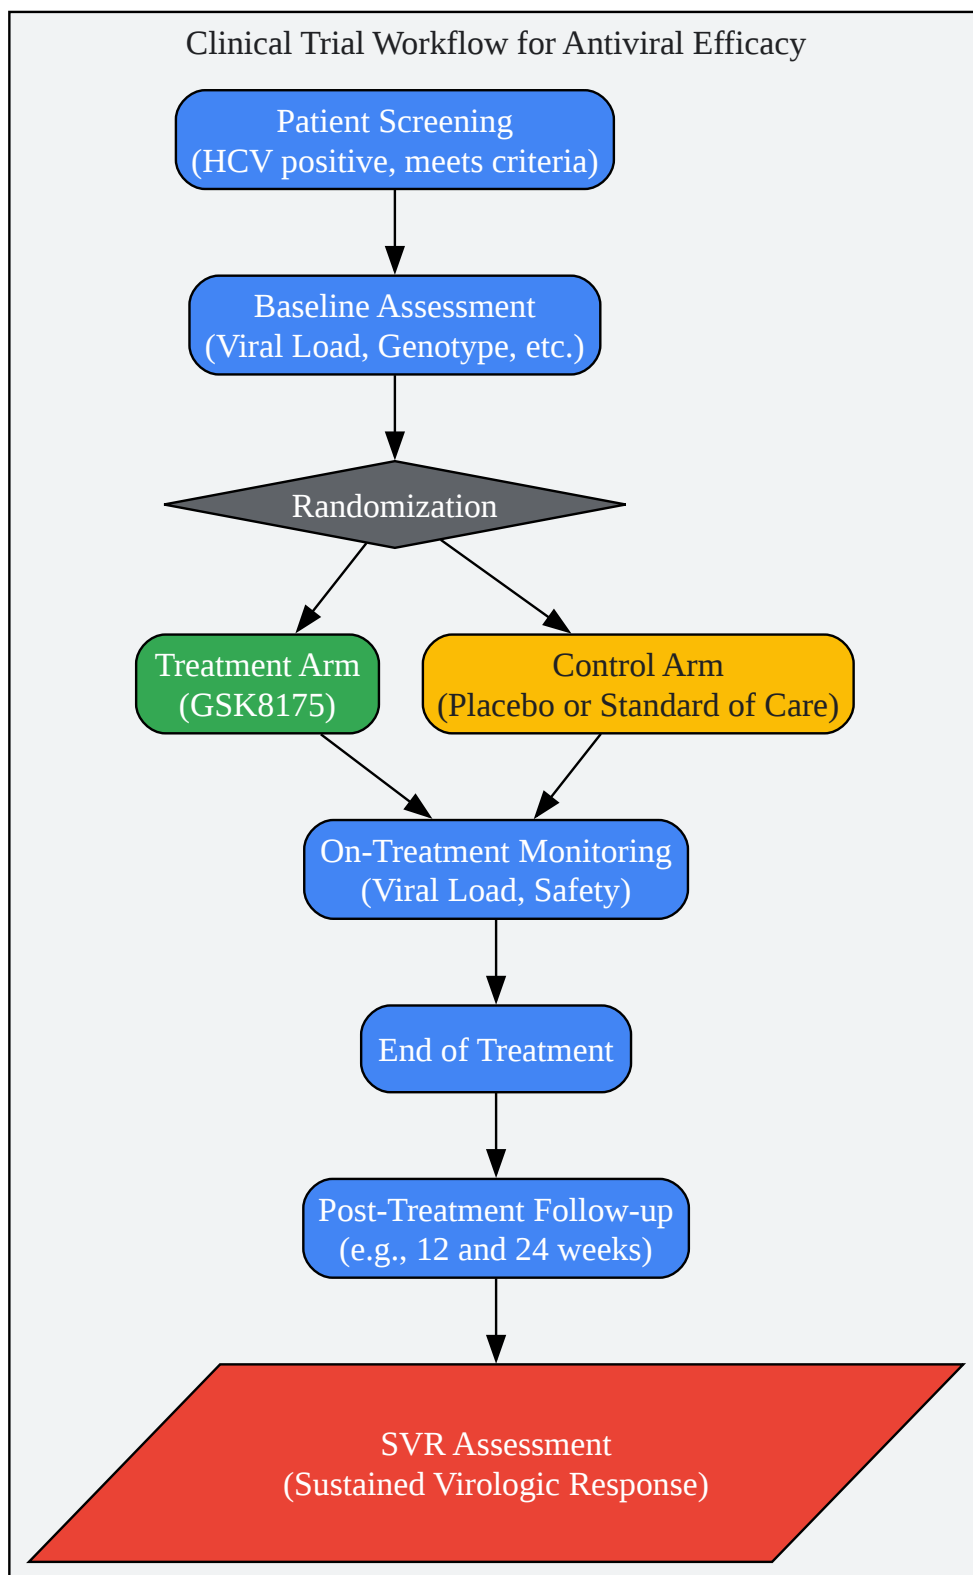 Clinical Trial Workflow for Antiviral Efficacy
Patient Screening
(HCV positive, meets criteria)
Baseline Assessment
(Viral Load, Genotype, etc.)
Randomization
Treatment Arm
(GSK8175)
Control Arm
(Placebo or Standard of Care)
On-Treatment Monitoring
(Viral Load, Safety)
End of Treatment
Post-Treatment Follow-up
(e.g., 12 and 24 weeks)
SVR Assessment
(Sustained Virologic Response)